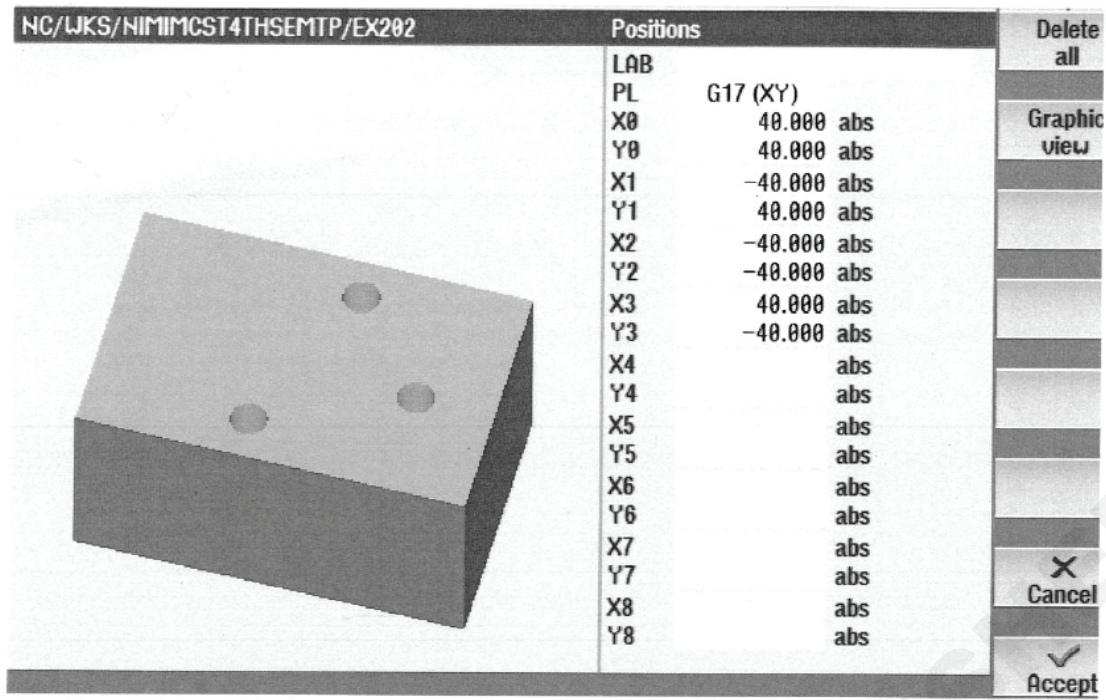 NC/WKS/NIMIMCST4THSEMTP/EX202
Positions
LAB
PL G17 (XY)
X0 40.000 abs
Y0 40.000 abs
X1 -40.000 abs
Y1 40.000 abs
X2 -40.000 abs
Y2 -40.000 abs
X3 40.000 abs
Y3 -40.000 abs
X4 abs
Y4 abs
X5 abs
Y5 abs
X6 abs
Y6 abs
X7 abs
Y7 abs
X8 abs
Y8 abs
Delete
all
Graphic
view
Cancel
Accept